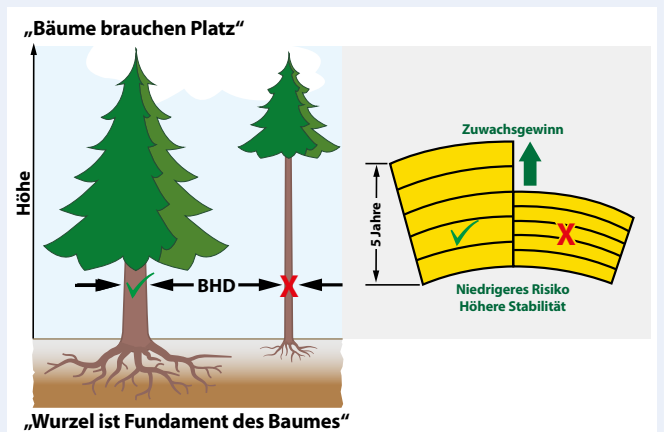 „Bäume brauchen Platz“
Höhe
BHD
X
Zuwachsgewinn
5 Jahre
X
Niedrigeres Risiko
Höhere Stabilität
„Wurzel ist Fundament des Baumes“